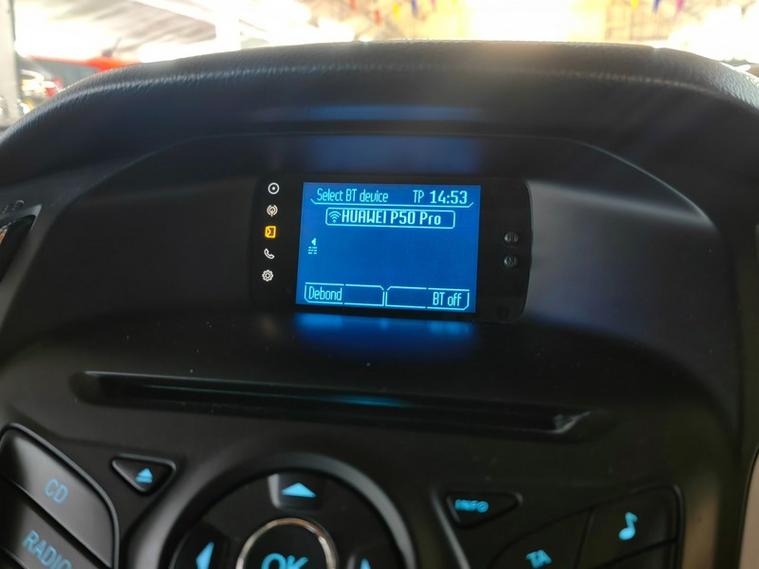 Select BT device TP 14:53
HUAWEI P50 Pro
Debond BT off
CD
RADIO
OK
INFO
TA